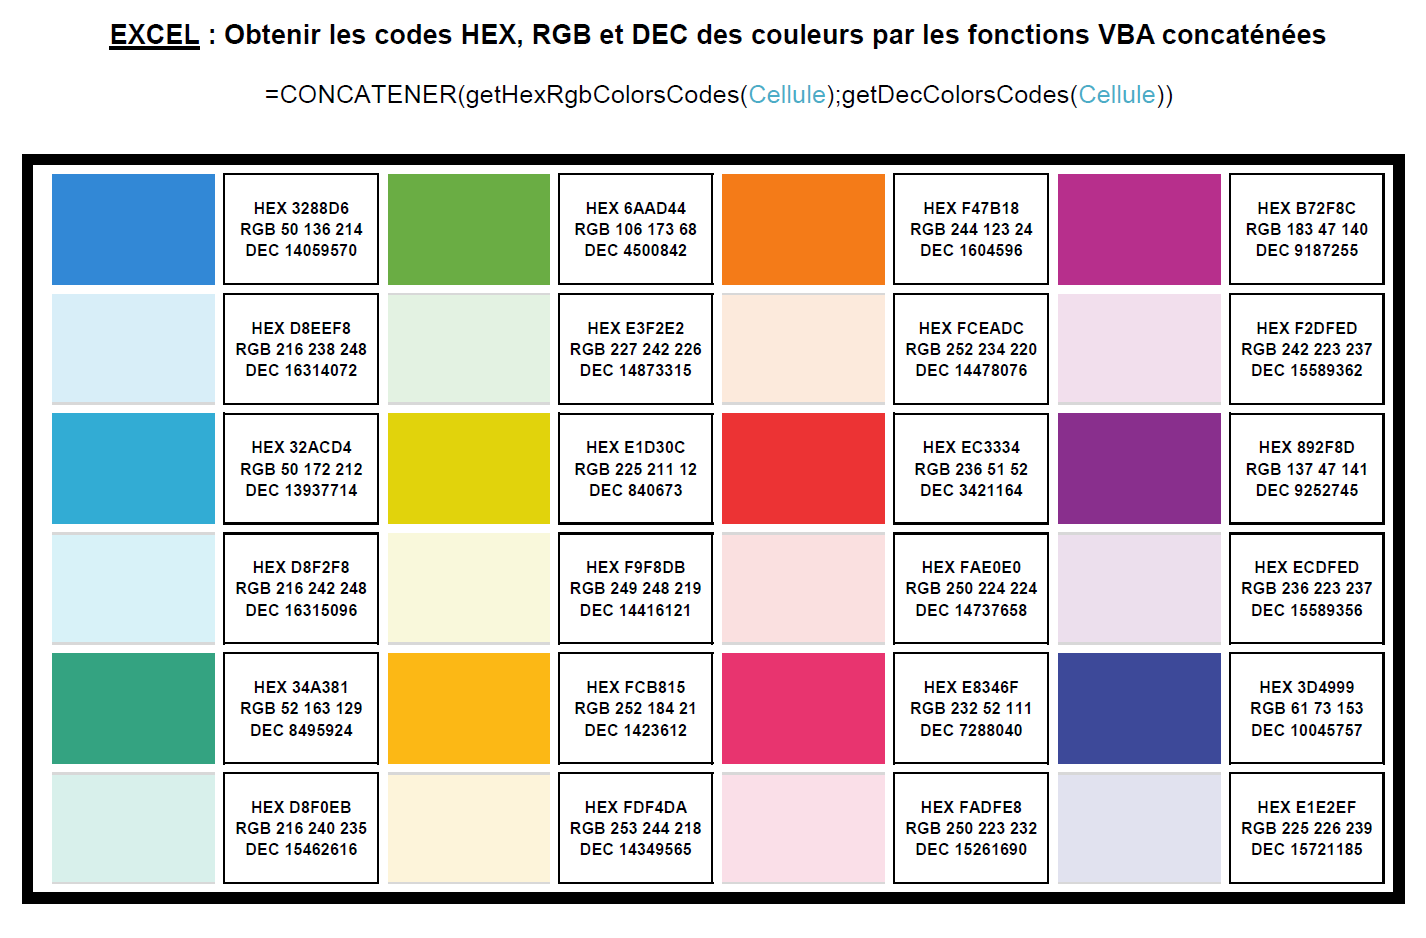 EXCEL : Obtenir les codes HEX, RGB et DEC des couleurs par les fonctions VBA concaténées
=CONCATENER(getHexRgbColorsCodes(Cellule);getDecColorsCodes(Cellule))
HEX 3288D6
RGB 50 136 214
DEC 14059570
HEX 6AAD44
RGB 106 173 68
DEC 4500842
HEX F47B18
RGB 244 123 24
DEC 1604596
HEX B72F8C
RGB 183 47 140
DEC 9187255
HEX D8EEF8
RGB 216 238 248
DEC 16314072
HEX E3F2E2
RGB 227 242 226
DEC 14873315
HEX FCEADC
RGB 252 234 220
DEC 14478076
HEX F2DFED
RGB 242 223 237
DEC 15589362
HEX 32ACD4
RGB 50 172 212
DEC 13937714
HEX E1D30C
RGB 225 211 12
DEC 840673
HEX EC3334
RGB 236 51 52
DEC 3421164
HEX 892F8D
RGB 137 47 141
DEC 9252745
HEX D8F2F8
RGB 216 242 248
DEC 16315096
HEX F9F8DB
RGB 249 248 219
DEC 14416121
HEX FAE0E0
RGB 250 224 224
DEC 14737658
HEX ECDFED
RGB 236 223 237
DEC 15589356
HEX 34A381
RGB 52 163 129
DEC 8495924
HEX FCB815
RGB 252 184 21
DEC 1423612
HEX E8346F
RGB 232 52 111
DEC 7288040
HEX 3D4999
RGB 61 73 153
DEC 10045757
HEX D8F0EB
RGB 216 240 235
DEC 15462616
HEX FDF4DA
RGB 253 244 218
DEC 14349565
HEX FADFE8
RGB 250 223 232
DEC 15261690
HEX E1E2EF
RGB 225 226 239
DEC 15721185